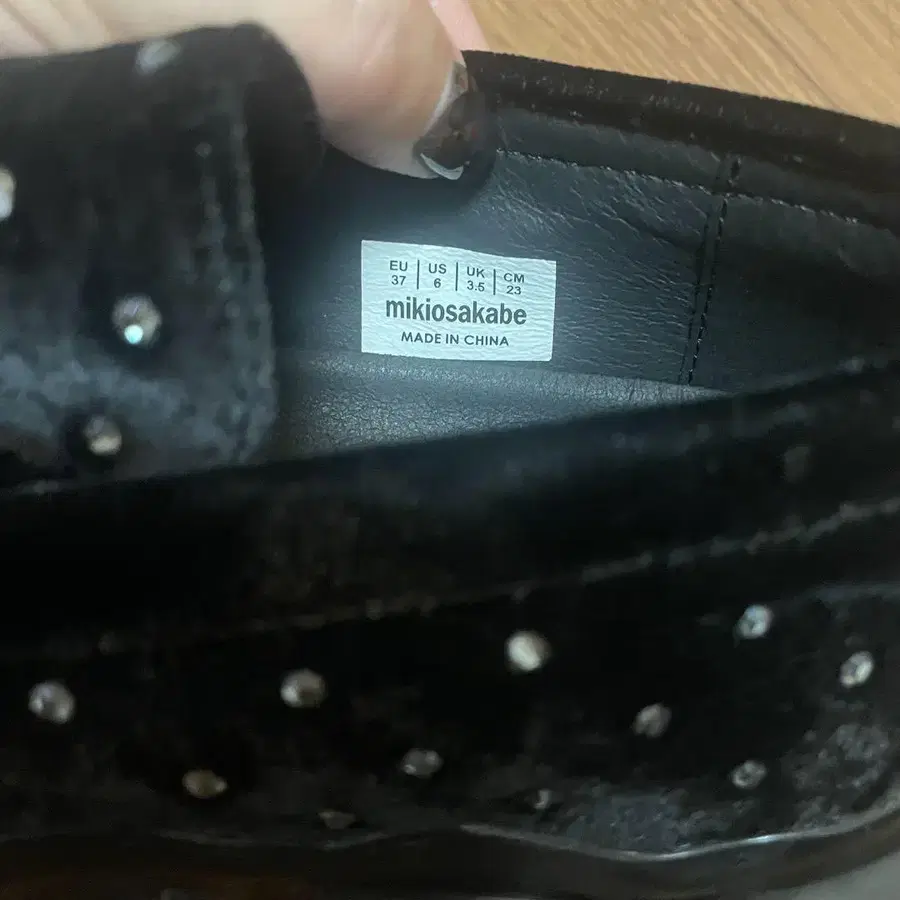 EU | US | UK | CM
37 | 6 | 3.5 | 23
mikiosakabe
MADE IN CHINA